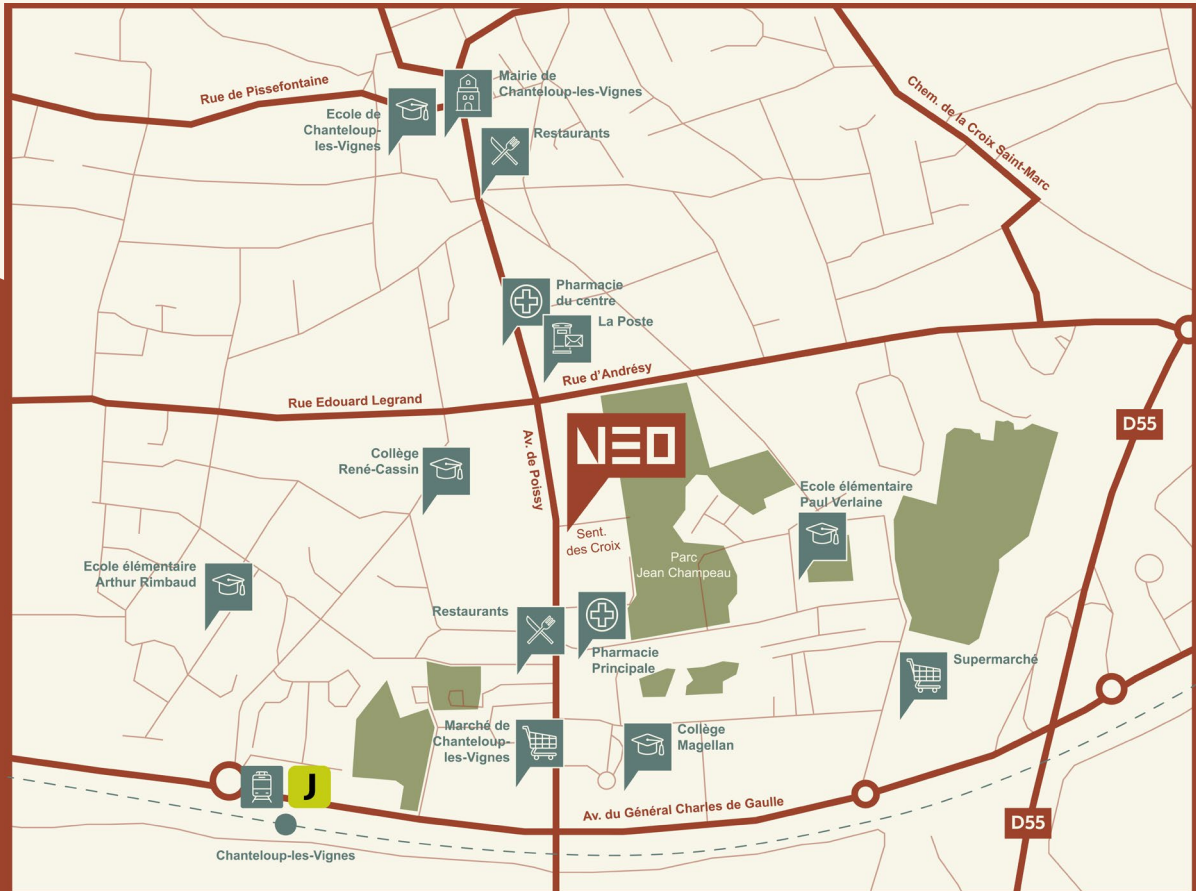 Rue de Pissefontaine
Mairie de
Chanteloup-les-Vignes
Ecole de
Chanteloup-
les-Vignes
Restaurants
Chem. de la Croix Saint-Marc
Pharmacie
du centre
La Poste
Rue d'Andrésy
Rue Edouard Legrand
D55
Av. de Poissy
NEO
Collège
René-Cassin
Ecole élémentaire
Paul Verlaine
Sent.
des Croix
Parc
Jean Champeau
Ecole élémentaire
Arthur Rimbaud
Restaurants
Pharmacie
Principale
Supermarché
Marché de
Chanteloup-
les-Vignes
Collège
Magellan
J
Av. du Général Charles de Gaulle
D55
Chanteloup-les-Vignes